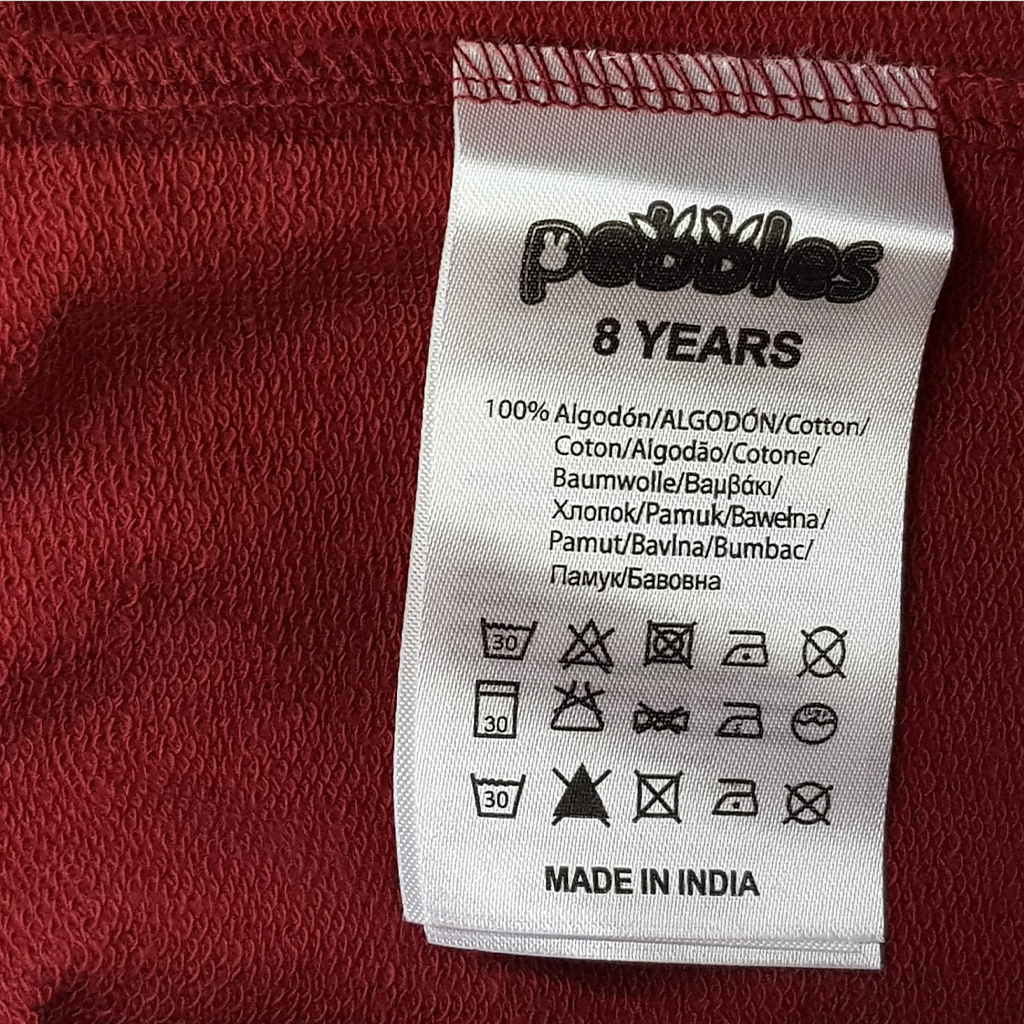 pebbles
8 YEARS
100% Algodón/ALGODÓN/Cotton/
Coton/Algodão/Cotone/
Baumwolle/Βαμβάκι/
Хлопок/Pamuk/Bawełna/
Pamut/Bavlna/Bumbac/
Памук/Бавовна
30
30
30
MADE IN INDIA